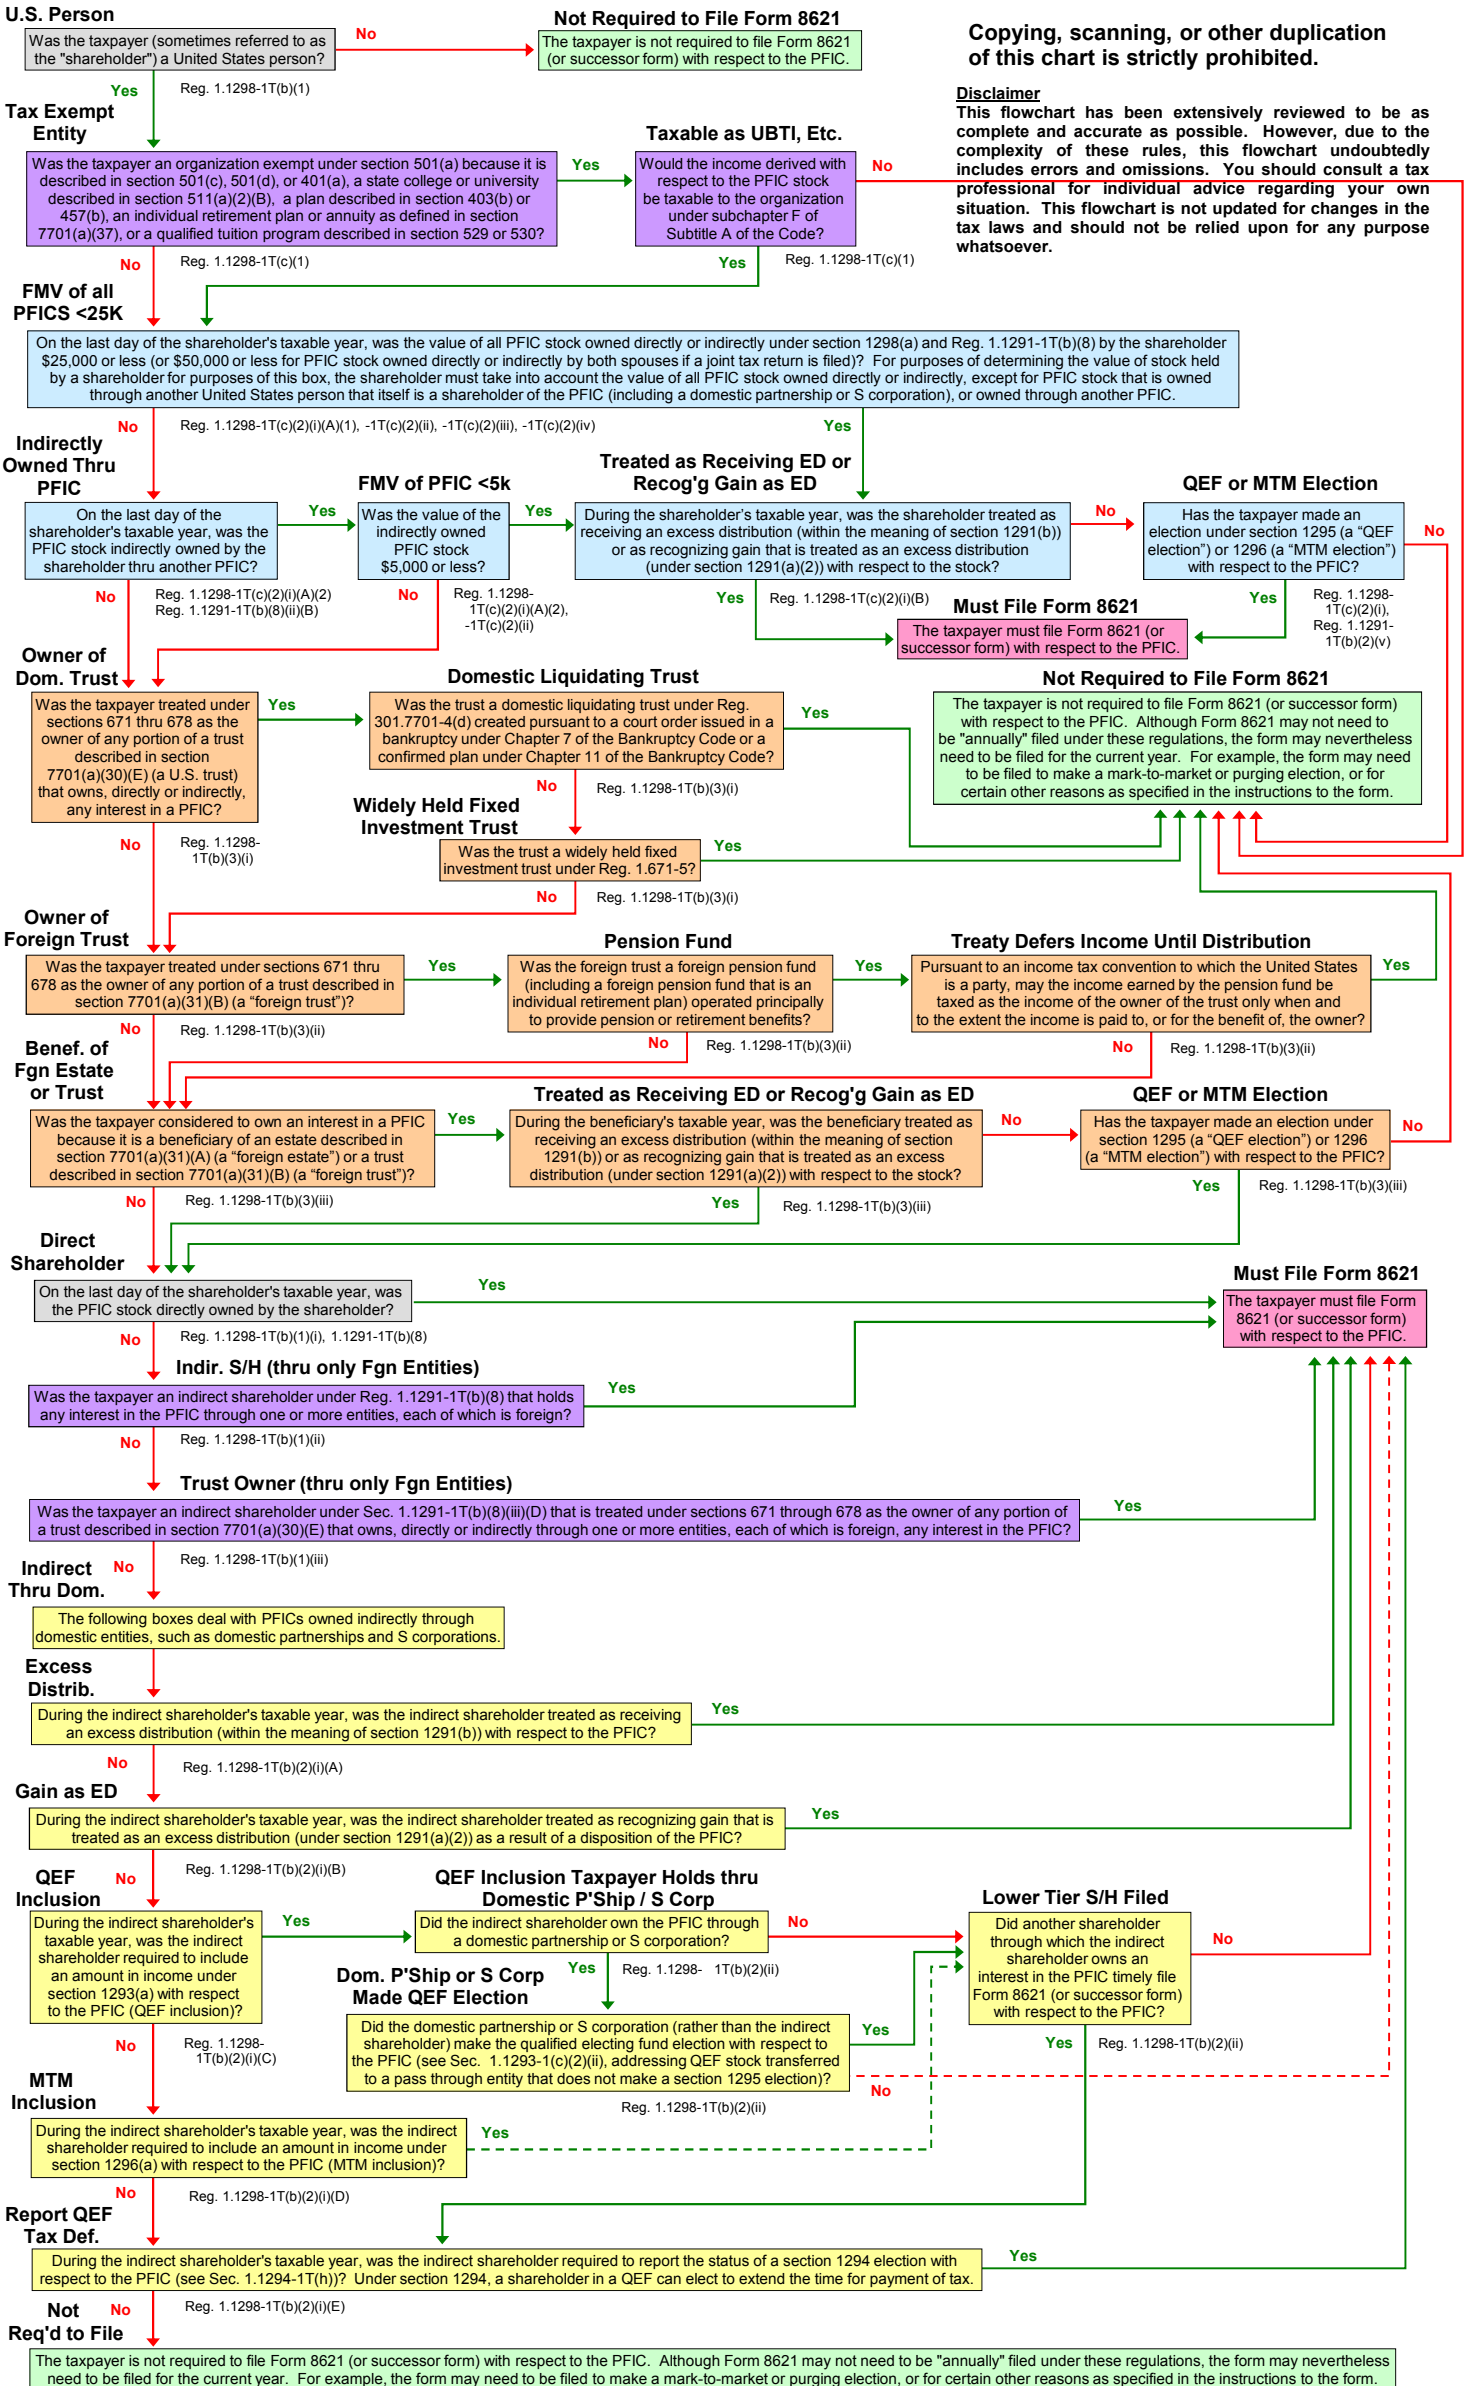 U.S. Person
Not Required to File Form 8621
Was the taxpayer (sometimes referred to as
the "shareholder") a United States person?
No
The taxpayer is not required to file Form 8621
(or successor form) with respect to the PFIC.
Copying, scanning, or other duplication
of this chart is strictly prohibited.
Yes
Reg. 1.1298-1T(b)(1)
Disclaimer
This flowchart has been extensively reviewed to be as
complete and accurate as possible. However, due to the
complexity of these rules, this flowchart undoubtedly
includes errors and omissions. You should consult a tax
professional for individual advice regarding your own
situation. This flowchart is not updated for changes in the
tax laws and should not be relied upon for any purpose
whatsoever.
Tax Exempt
Entity
Taxable as UBTI, Etc.
Was the taxpayer an organization exempt under section 501(a) because it is
described in section 501(c), 501(d), or 401(a), a state college or university
described in section 511(a)(2)(B), a plan described in section 403(b) or
457(b), an individual retirement plan or annuity as defined in section
7701(a)(37), or a qualified tuition program described in section 529 or 530?
Yes
Would the income derived with
respect to the PFIC stock
be taxable to the organization
under subchapter F of
Subtitle A of the Code?
No
No
Reg. 1.1298-1T(c)(1)
Yes
Reg. 1.1298-1T(c)(1)
FMV of all
PFICS <25K
On the last day of the shareholder's taxable year, was the value of all PFIC stock owned directly or indirectly under section 1298(a) and Reg. 1.1291-1T(b)(8) by the shareholder
$25,000 or less (or $50,000 or less for PFIC stock owned directly or indirectly by both spouses if a joint tax return is filed)? For purposes of determining the value of stock held
by a shareholder for purposes of this box, the shareholder must take into account the value of all PFIC stock owned directly or indirectly, except for PFIC stock that is owned
through another United States person that itself is a shareholder of the PFIC (including a domestic partnership or S corporation), or owned through another PFIC.
No
Reg. 1.1298-1T(c)(2)(i)(A)(1), -1T(c)(2)(ii), -1T(c)(2)(iii), -1T(c)(2)(iv)
Yes
Indirectly
Owned Thru
PFIC
FMV of PFIC <5k
Treated as Receiving ED or
Recog'g Gain as ED
QEF or MTM Election
On the last day of the
shareholder's taxable year, was the
PFIC stock indirectly owned by the
shareholder thru another PFIC?
Yes
Was the value of the
indirectly owned
PFIC stock
$5,000 or less?
Yes
During the shareholder's taxable year, was the shareholder treated as
receiving an excess distribution (within the meaning of section 1291(b))
or as recognizing gain that is treated as an excess distribution
(under section 1291(a)(2)) with respect to the stock?
No
Has the taxpayer made an
election under section 1295 (a “QEF
election”) or 1296 (a “MTM election”)
with respect to the PFIC?
No
No
Reg. 1.1298-1T(c)(2)(i)(A)(2)
Reg. 1.1291-1T(b)(8)(ii)(B)
No
Reg. 1.1298-
1T(c)(2)(i)(A)(2),
-1T(c)(2)(ii)
Yes
Reg. 1.1298-1T(c)(2)(i)(B)
Must File Form 8621
The taxpayer must file Form 8621 (or
successor form) with respect to the PFIC.
Yes
Reg. 1.1298-
1T(c)(2)(i),
Reg. 1.1291-
1T(b)(2)(v)
Owner of
Dom. Trust
Domestic Liquidating Trust
Not Required to File Form 8621
Was the taxpayer treated under
sections 671 thru 678 as the
owner of any portion of a trust
described in section
7701(a)(30)(E) (a U.S. trust)
that owns, directly or indirectly,
any interest in a PFIC?
Yes
Was the trust a domestic liquidating trust under Reg.
301.7701-4(d) created pursuant to a court order issued in a
bankruptcy under Chapter 7 of the Bankruptcy Code or a
confirmed plan under Chapter 11 of the Bankruptcy Code?
Yes
The taxpayer is not required to file Form 8621 (or successor form)
with respect to the PFIC. Although Form 8621 may not need to
be "annually" filed under these regulations, the form may nevertheless
need to be filed for the current year. For example, the form may need
to be filed to make a mark-to-market or purging election, or for
certain other reasons as specified in the instructions to the form.
No
Reg. 1.1298-1T(b)(3)(i)
Widely Held Fixed
Investment Trust
No
Reg. 1.1298-
1T(b)(3)(i)
Was the trust a widely held fixed
investment trust under Reg. 1.671-5?
Yes
No
Reg. 1.1298-1T(b)(3)(i)
Owner of
Foreign Trust
Pension Fund
Treaty Defers Income Until Distribution
Was the taxpayer treated under sections 671 thru
678 as the owner of any portion of a trust described in
section 7701(a)(31)(B) (a “foreign trust”)?
Yes
Was the foreign trust a foreign pension fund
(including a foreign pension fund that is an
individual retirement plan) operated principally
to provide pension or retirement benefits?
Yes
Pursuant to an income tax convention to which the United States
is a party, may the income earned by the pension fund be
taxed as the income of the owner of the trust only when and
to the extent the income is paid to, or for the benefit of, the owner?
Yes
No
Reg. 1.1298-1T(b)(3)(ii)
No
Reg. 1.1298-1T(b)(3)(ii)
No
Reg. 1.1298-1T(b)(3)(ii)
Benef. of
Fgn Estate
or Trust
Treated as Receiving ED or Recog'g Gain as ED
QEF or MTM Election
Was the taxpayer considered to own an interest in a PFIC
because it is a beneficiary of an estate described in
section 7701(a)(31)(A) (a “foreign estate”) or a trust
described in section 7701(a)(31)(B) (a “foreign trust”)?
Yes
During the beneficiary's taxable year, was the beneficiary treated as
receiving an excess distribution (within the meaning of section
1291(b)) or as recognizing gain that is treated as an excess
distribution (under section 1291(a)(2)) with respect to the stock?
No
Has the taxpayer made an election under
section 1295 (a “QEF election”) or 1296
(a “MTM election”) with respect to the PFIC?
No
No
Reg. 1.1298-1T(b)(3)(iii)
Yes
Reg. 1.1298-1T(b)(3)(iii)
Yes
Reg. 1.1298-1T(b)(3)(iii)
Direct
Shareholder
Must File Form 8621
On the last day of the shareholder's taxable year, was
the PFIC stock directly owned by the shareholder?
Yes
The taxpayer must file Form
8621 (or successor form)
with respect to the PFIC.
No
Reg. 1.1298-1T(b)(1)(i), 1.1291-1T(b)(8)
Indir. S/H (thru only Fgn Entities)
Was the taxpayer an indirect shareholder under Reg. 1.1291-1T(b)(8) that holds
any interest in the PFIC through one or more entities, each of which is foreign?
Yes
No
Reg. 1.1298-1T(b)(1)(ii)
Trust Owner (thru only Fgn Entities)
Was the taxpayer an indirect shareholder under Sec. 1.1291-1T(b)(8)(iii)(D) that is treated under sections 671 through 678 as the owner of any portion of
a trust described in section 7701(a)(30)(E) that owns, directly or indirectly through one or more entities, each of which is foreign, any interest in the PFIC?
Yes
No
Reg. 1.1298-1T(b)(1)(iii)
Indirect
Thru Dom.
The following boxes deal with PFICs owned indirectly through
domestic entities, such as domestic partnerships and S corporations.
Excess
Distrib.
During the indirect shareholder's taxable year, was the indirect shareholder treated as receiving
an excess distribution (within the meaning of section 1291(b)) with respect to the PFIC?
Yes
No
Reg. 1.1298-1T(b)(2)(i)(A)
Gain as ED
During the indirect shareholder's taxable year, was the indirect shareholder treated as recognizing gain that is
treated as an excess distribution (under section 1291(a)(2)) as a result of a disposition of the PFIC?
Yes
No
Reg. 1.1298-1T(b)(2)(i)(B)
QEF
Inclusion
QEF Inclusion Taxpayer Holds thru
Domestic P'Ship / S Corp
Lower Tier S/H Filed
During the indirect shareholder's
taxable year, was the indirect
shareholder required to include
an amount in income under
section 1293(a) with respect
to the PFIC (QEF inclusion)?
Yes
Did the indirect shareholder own the PFIC through
a domestic partnership or S corporation?
No
Did another shareholder
through which the indirect
shareholder owns an
interest in the PFIC timely file
Form 8621 (or successor form)
with respect to the PFIC?
No
Yes
Reg. 1.1298- 1T(b)(2)(ii)
Dom. P'Ship or S Corp
Made QEF Election
Did the domestic partnership or S corporation (rather than the indirect
shareholder) make the qualified electing fund election with respect to
the PFIC (see Sec. 1.1293-1(c)(2)(ii), addressing QEF stock transferred
to a pass through entity that does not make a section 1295 election)?
Yes
No
Reg. 1.1298-1T(b)(2)(ii)
Yes
Reg. 1.1298-1T(b)(2)(ii)
No
Reg. 1.1298-
1T(b)(2)(i)(C)
MTM
Inclusion
During the indirect shareholder's taxable year, was the indirect
shareholder required to include an amount in income under
section 1296(a) with respect to the PFIC (MTM inclusion)?
Yes
No
Reg. 1.1298-1T(b)(2)(i)(D)
Report QEF
Tax Def.
During the indirect shareholder's taxable year, was the indirect shareholder required to report the status of a section 1294 election with
respect to the PFIC (see Sec. 1.1294-1T(h))? Under section 1294, a shareholder in a QEF can elect to extend the time for payment of tax.
Yes
No
Reg. 1.1298-1T(b)(2)(i)(E)
Not
Req'd to File
The taxpayer is not required to file Form 8621 (or successor form) with respect to the PFIC. Although Form 8621 may not need to be "annually" filed under these regulations, the form may nevertheless
need to be filed for the current year. For example, the form may need to be filed to make a mark-to-market or purging election, or for certain other reasons as specified in the instructions to the form.